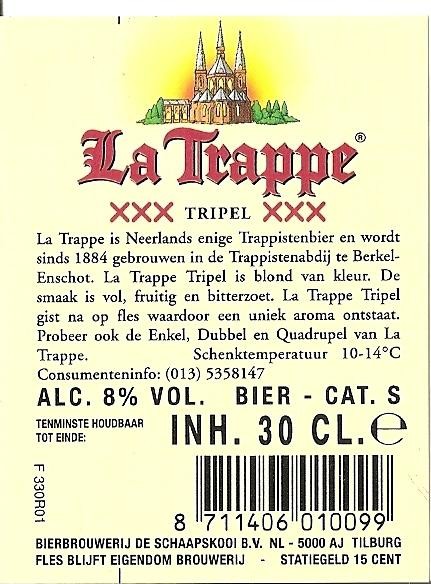 La Trappe®
XXX TRIPEL XXX
La Trappe is Neerlands enige Trappistenbier en wordt
sinds 1884 gebrouwen in de Trappistenabdij te Berkel-
Enschot. La Trappe Tripel is blond van kleur. De
smaak is vol, fruitig en bitterzoet. La Trappe Tripel
gist na op fles waardoor een uniek aroma ontstaat.
Probeer ook de Enkel, Dubbel en Quadrupel van La
Trappe. Schenktemperatuur 10-14°C
Consumenteninfo: (013) 5358147
ALC. 8% VOL. BIER - CAT. S
TENMINSTE HOUDBAAR
TOT EINDE:
INH. 30 CL. ℮
F 330R01
8 711406 010099
BIERBROUWERIJ DE SCHAAPSKOOI B.V. NL - 5000 AJ TILBURG
FLES BLIJFT EIGENDOM BROUWERIJ - STATIEGELD 15 CENT